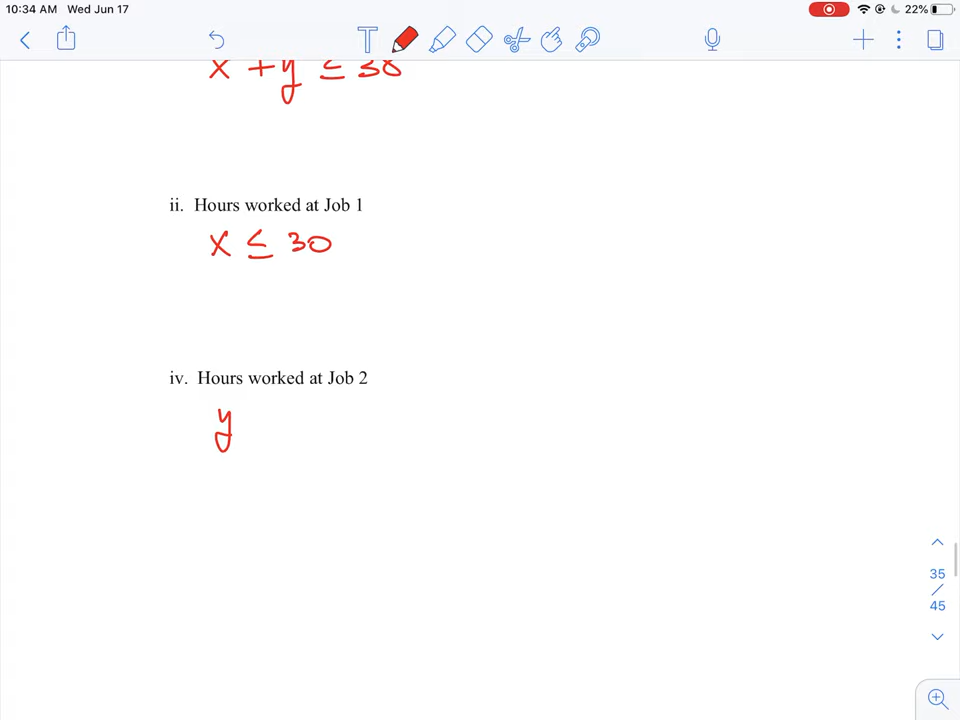 10:34 AM Wed Jun 17
22%
T
x + y ≤ 30
ii. Hours worked at Job 1
x ≤ 30
iv. Hours worked at Job 2
y
35
/
45